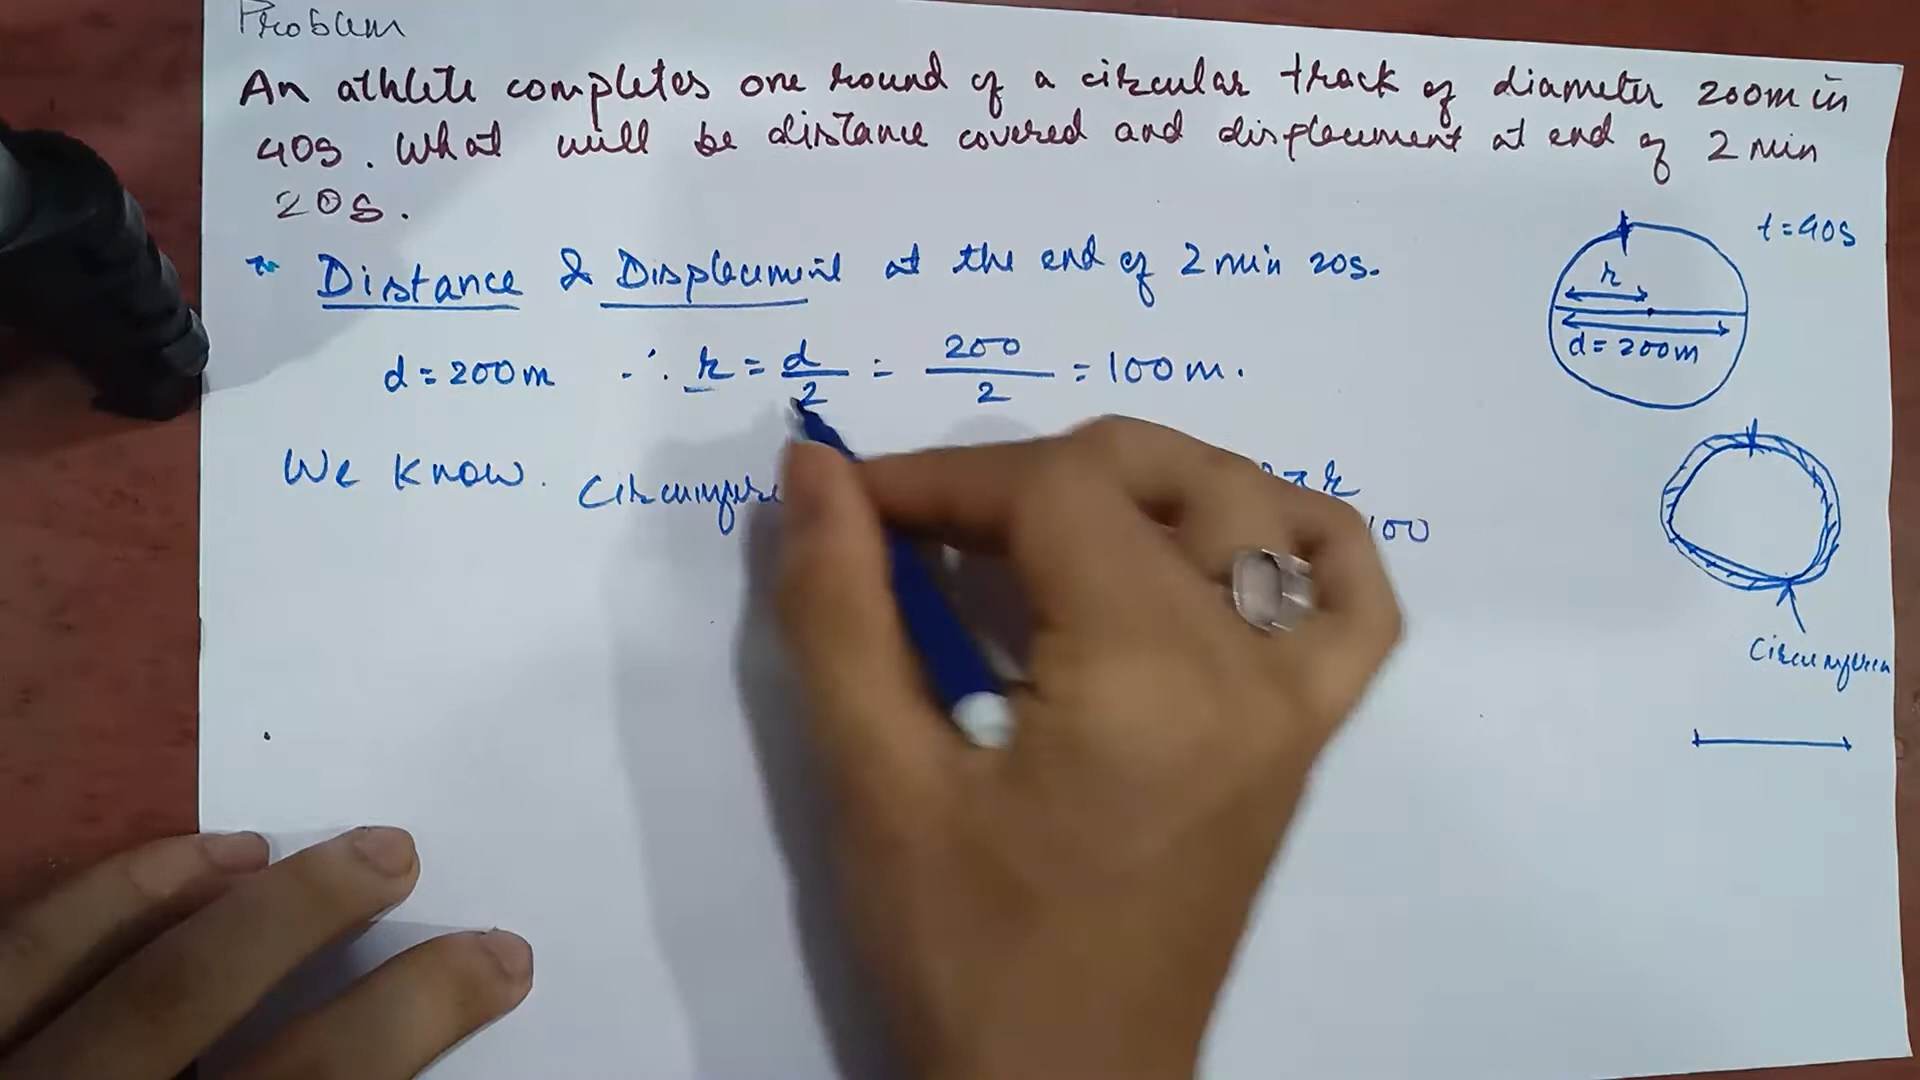 Problem
An athlete completes one round of a circular track of diameter 200m in
40s. What will be distance covered and displacement at end of 2 min
20s.
Distance & Displacement at the end of 2 min 20s.
t=40s
r
d=200m
d=200m ∴ r = d/2 = 200/2 = 100m.
We know. Circumfere
r
100
Circumferen